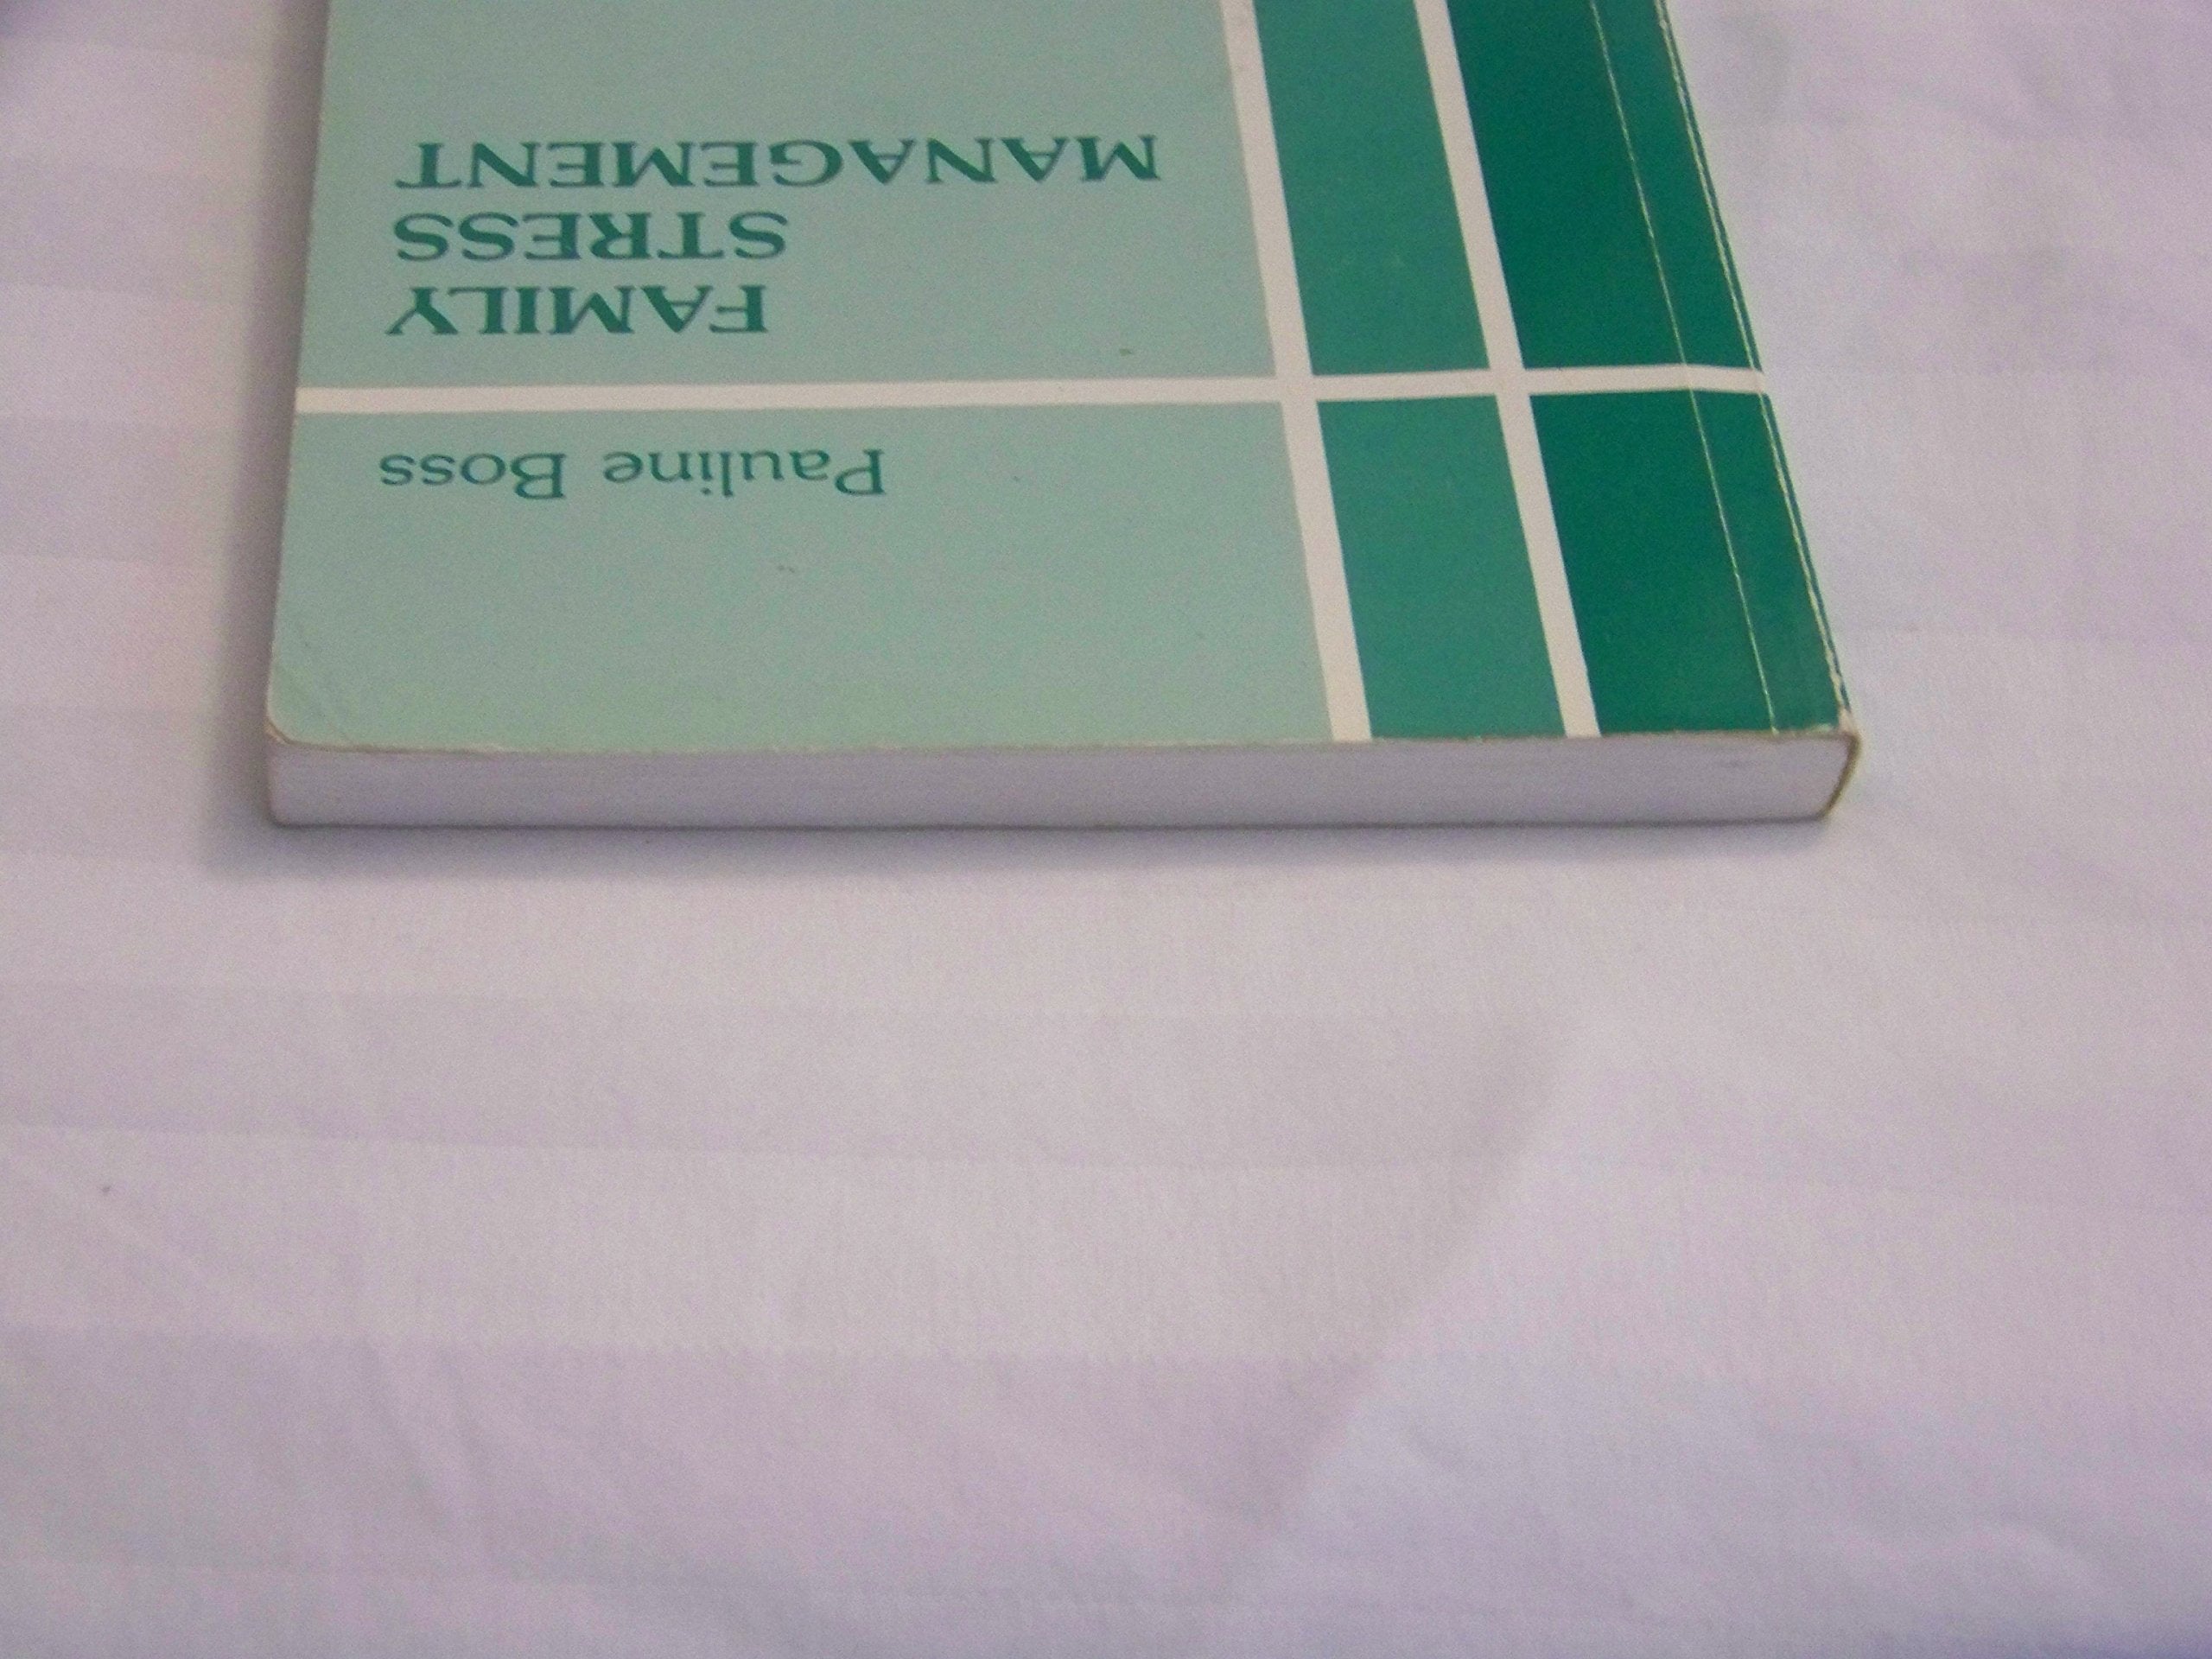 Pauline Boss
FAMILY
STRESS
MANAGEMENT